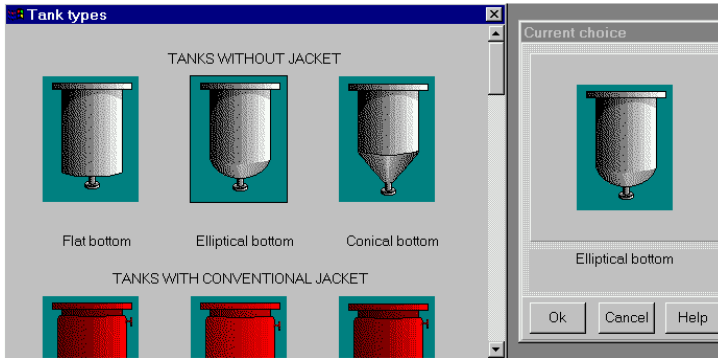 Tank types
TANKS WITHOUT JACKET
Flat bottom
Elliptical bottom
Conical bottom
TANKS WITH CONVENTIONAL JACKET
Current choice
Elliptical bottom
Ok
Cancel
Help